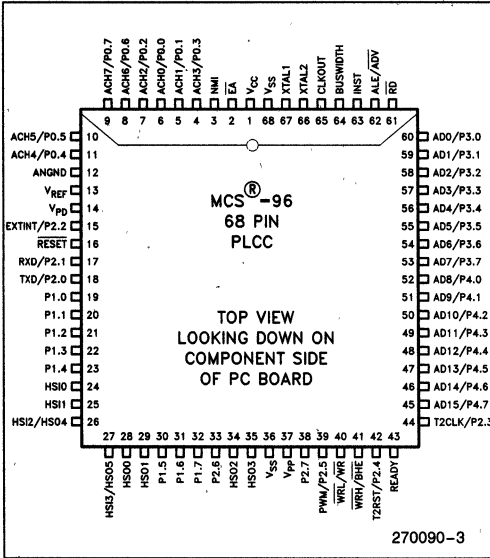 ACH7/P0.7
ACH6/P0.6
ACH2/P0.2
ACH0/P0.0
ACH1/P0.1
ACH3/P0.3
NMI
EA
VCC
VSS
XTAL1
XTAL2
CLKOUT
BUSWIDTH
INST
ALE/ADV
RD
9 8 7 6 5 4 3 2 1 68 67 66 65 64 63 62 61
ACH5/P0.5 10
ACH4/P0.4 11
ANGND 12
VREF 13
VPD 14
EXTINT/P2.2 15
RESET 16
RXD/P2.1 17
TXD/P2.0 18
P1.0 19
P1.1 20
P1.2 21
P1.3 22
P1.4 23
HSI0 24
HSI1 25
HSI2/HSO4 26
MCS®-96
68 PIN
PLCC
TOP VIEW
LOOKING DOWN ON
COMPONENT SIDE
OF PC BOARD
60 AD0/P3.0
59 AD1/P3.1
58 AD2/P3.2
57 AD3/P3.3
56 AD4/P3.4
55 AD5/P3.5
54 AD6/P3.6
53 AD7/P3.7
52 AD8/P4.0
51 AD9/P4.1
50 AD10/P4.2
49 AD11/P4.3
48 AD12/P4.4
47 AD13/P4.5
46 AD14/P4.6
45 AD15/P4.7
44 T2CLK/P2.3
27 28 29 30 31 32 33 34 35 36 37 38 39 40 41 42 43
HSI3/HSO5
HSO0
HSO1
P1.5
P1.6
P1.7
P2.6
HSO2
HSO3
VSS
VPP
P2.7
PWM/P2.5
WRL/WR
WRH/BHE
T2RST/P2.4
READY
270090-3